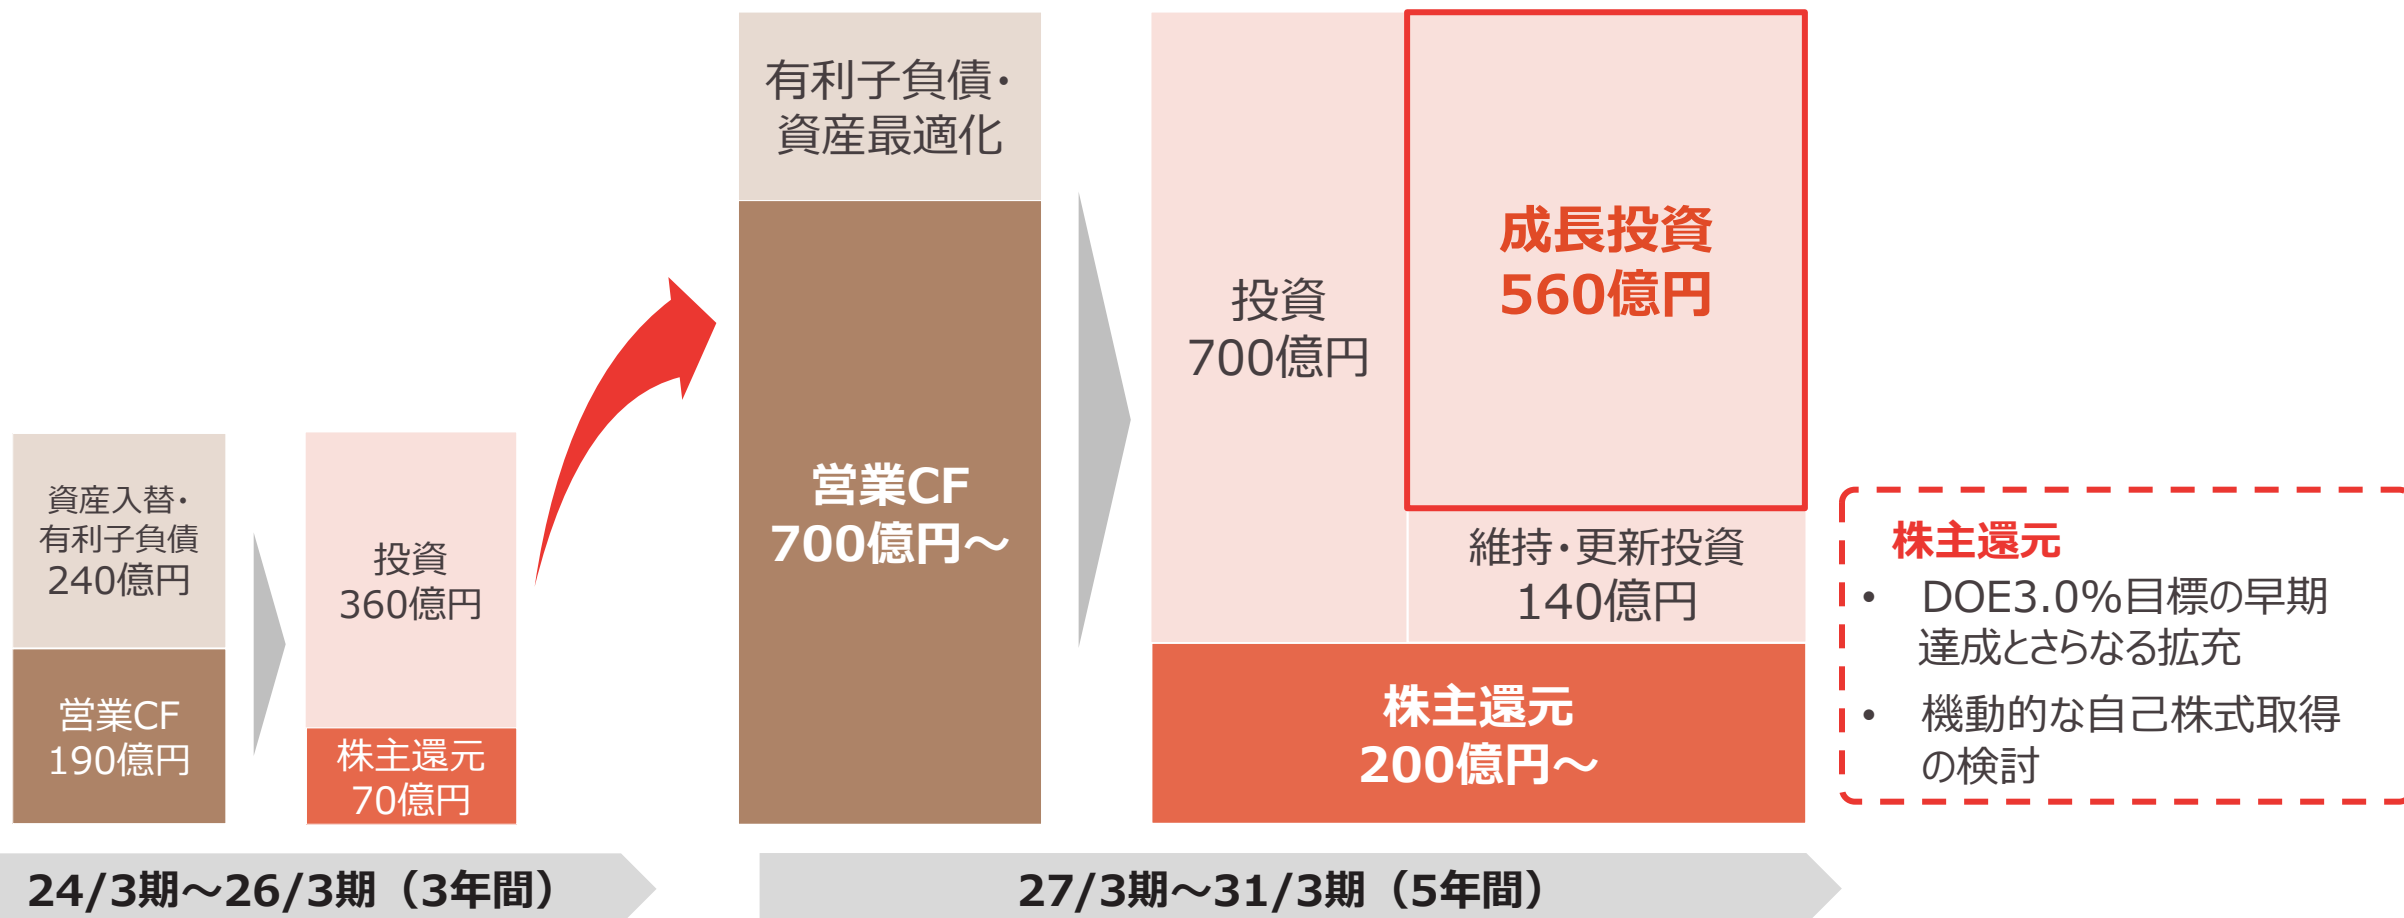 資産入替・
有利子負債
240億円
営業CF
190億円
投資
360億円
株主還元
70億円
24/3期～26/3期（3年間）
有利子負債・
資産最適化
営業CF
700億円～
投資
700億円
成長投資
560億円
維持・更新投資
140億円
株主還元
200億円～
27/3期～31/3期（5年間）
株主還元
• DOE3.0%目標の早期
達成とさらなる拡充
• 機動的な自己株式取得
の検討